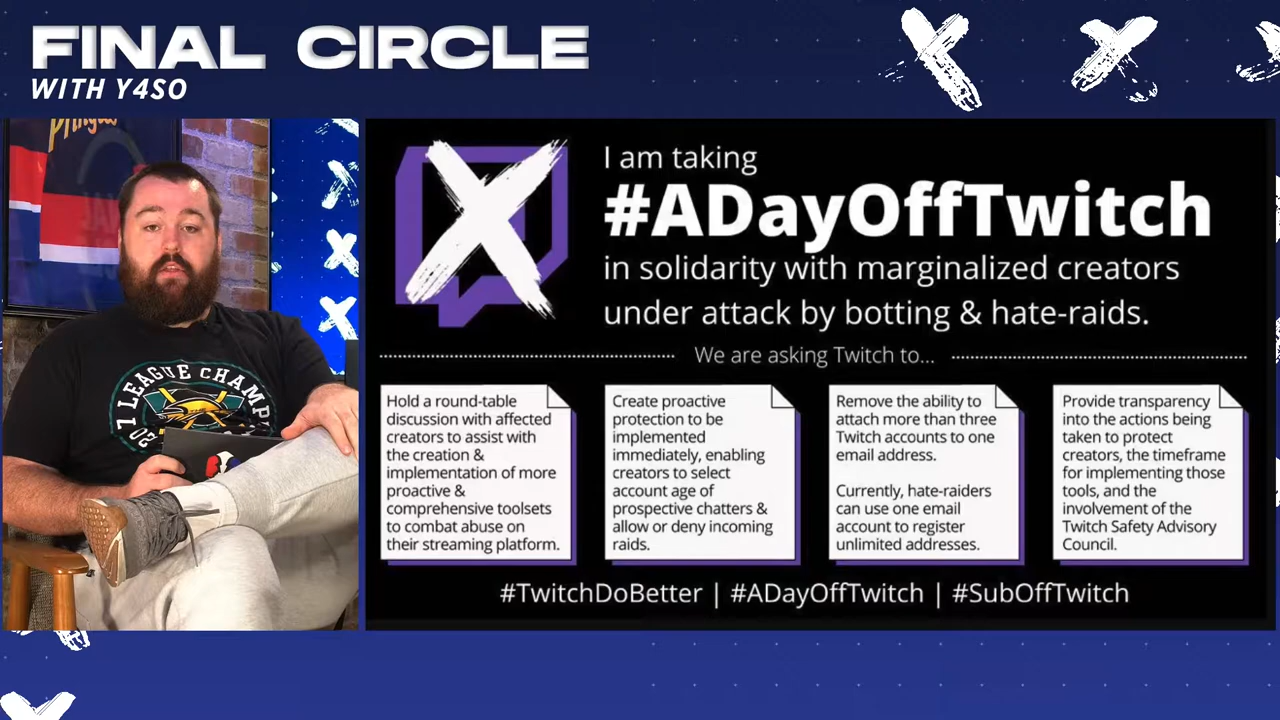 FINAL CIRCLE
WITH Y4SO
Pringles
7 LEAGUE CHAMP
I am taking
#ADayOffTwitch
in solidarity with marginalized creators
under attack by botting & hate-raids.
We are asking Twitch to...
Hold a round-table
discussion with affected
creators to assist with
the creation &
implementation of more
proactive &
comprehensive toolsets
to combat abuse on
their streaming platform.
Create proactive
protection to be
implemented
immediately, enabling
creators to select
account age of
prospective chatters &
allow or deny incoming
raids.
Remove the ability to
attach more than three
Twitch accounts to one
email address.
Currently, hate-raiders
can use one email
account to register
unlimited addresses.
Provide transparency
into the actions being
taken to protect
creators, the timeframe
for implementing those
tools, and the
involvement of the
Twitch Safety Advisory
Council.
#TwitchDoBetter | #ADayOffTwitch | #SubOffTwitch